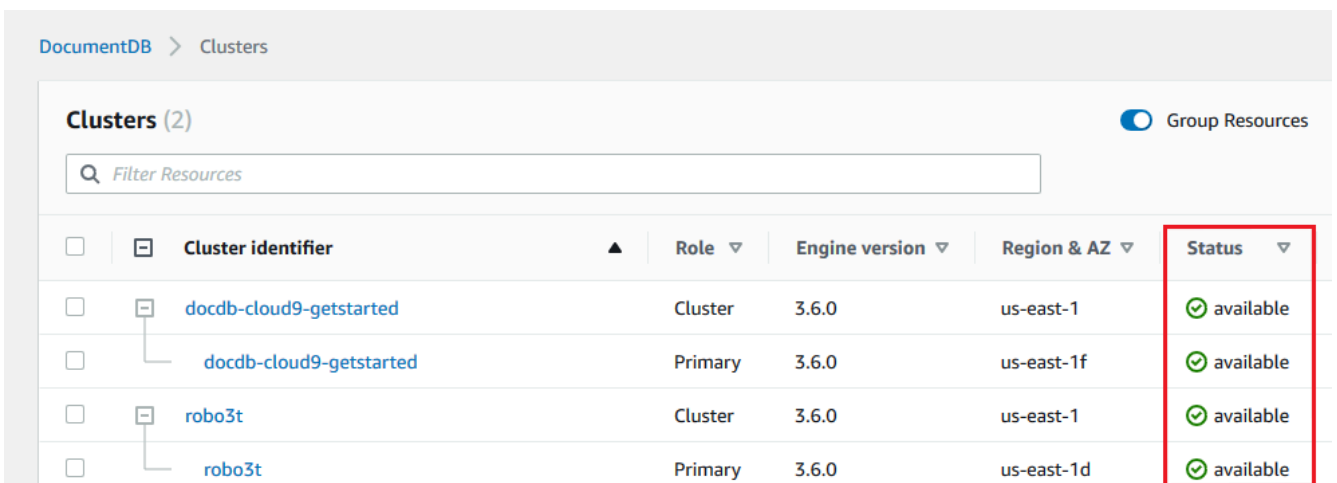 DocumentDB > Clusters
Clusters (2)
Group Resources
Filter Resources
Cluster identifier Role Engine version Region & AZ Status
docdb-cloud9-getstarted Cluster 3.6.0 us-east-1 available
docdb-cloud9-getstarted Primary 3.6.0 us-east-1f available
robo3t Cluster 3.6.0 us-east-1 available
robo3t Primary 3.6.0 us-east-1d available